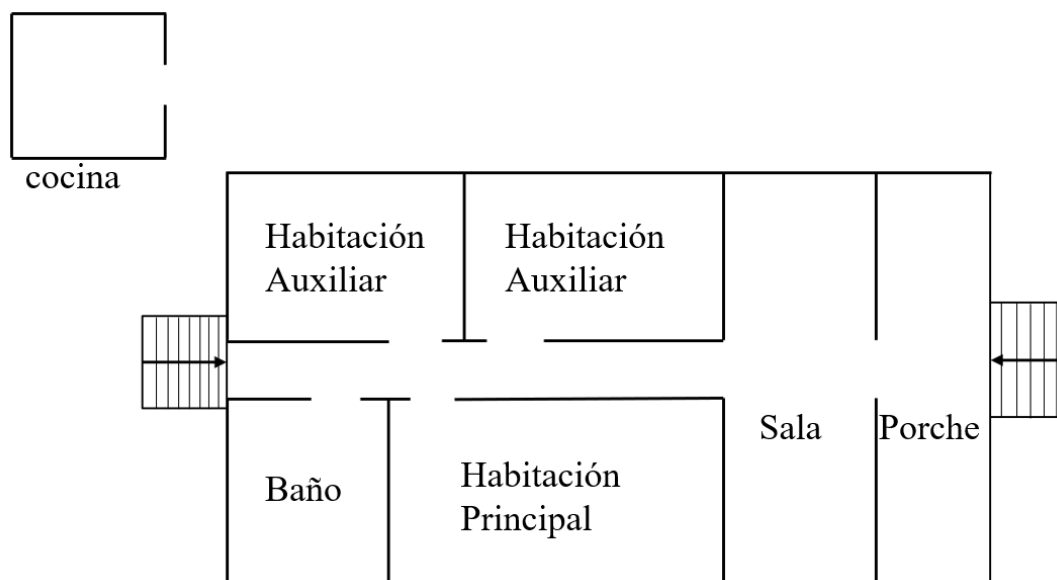 cocina
Habitación
Auxiliar
Habitación
Auxiliar
Sala
Porche
Baño
Habitación
Principal